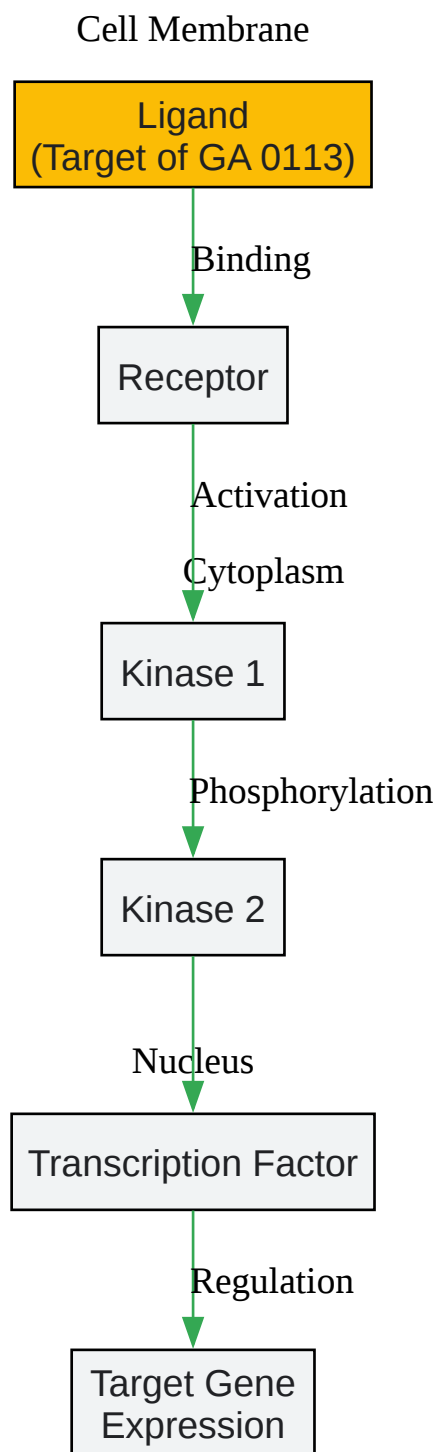 Cell Membrane
Ligand
(Target of GA 0113)
Binding
Receptor
Activation
Cytoplasm
Kinase 1
Phosphorylation
Kinase 2
Nucleus
Transcription Factor
Regulation
Target Gene
Expression